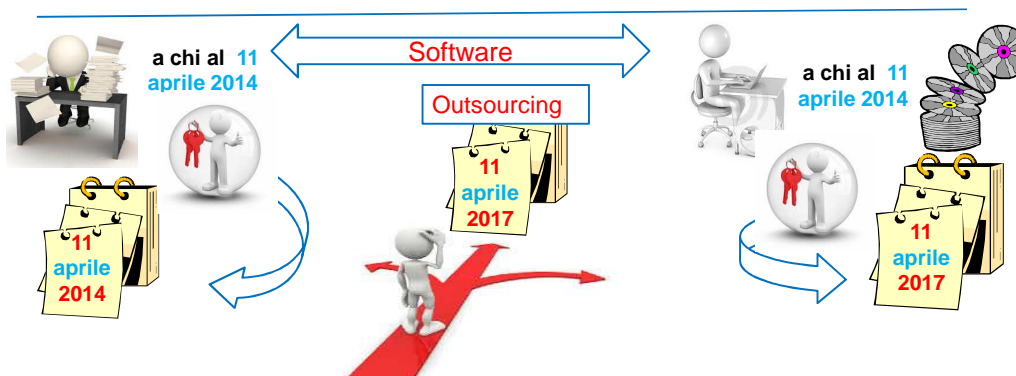 a chi al 11
aprile 2014
Software
Outsourcing
11
aprile
2017
a chi al 11
aprile 2014
11
aprile
2014
11
aprile
2017